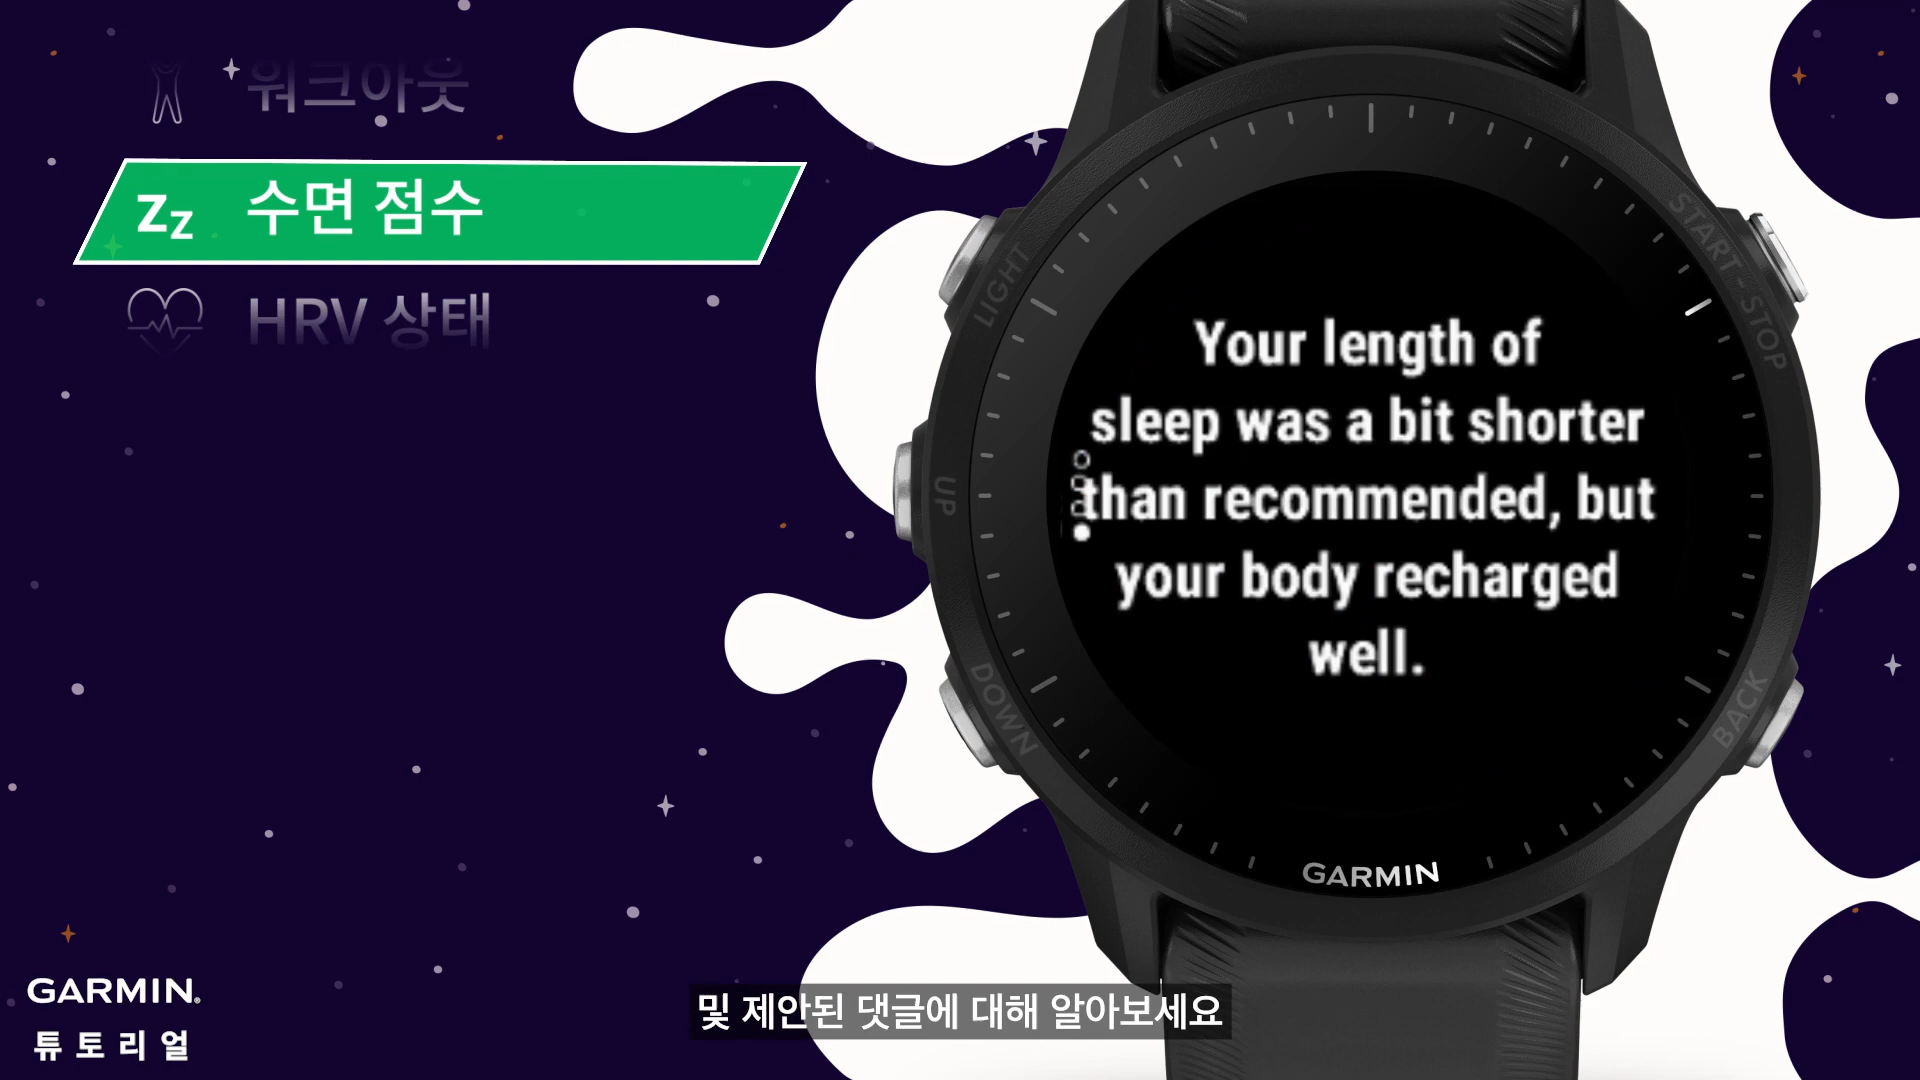 워크아웃
Zz 수면 점수
HRV 상태
LIGHT
START - STOP
UP
DOWN
BACK
Your length of
sleep was a bit shorter
than recommended, but
your body recharged
well.
GARMIN
GARMIN.
튜토리얼
및 제안된 댓글에 대해 알아보세요